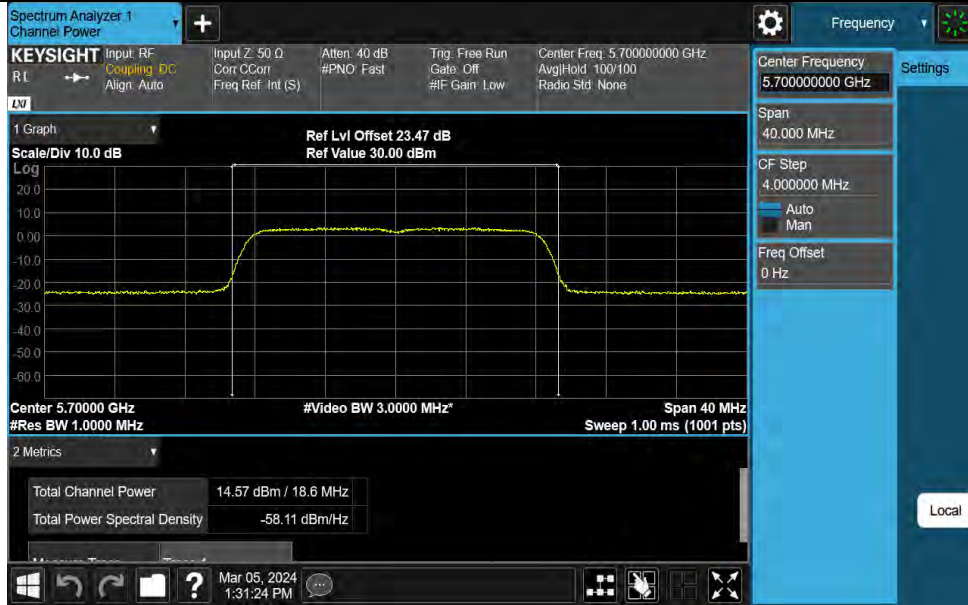 Spectrum Analyzer 1
Channel Power
Frequency
KEYSIGHT
Input: RF
Coupling: DC
Align: Auto
Input Z: 50 Ω
Corr CCorr
Freq Ref: Int (S)
Atten: 40 dB
#PNO: Fast
Trig: Free Run
Gate: Off
#IF Gain: Low
Center Freq: 5.700000000 GHz
Avg|Hold: 100/100
Radio Std: None
LXI
Center Frequency
5.700000000 GHz
Settings
Span
40.000 MHz
CF Step
4.000000 MHz
Auto
Man
Freq Offset
0 Hz
Local
1 Graph
Scale/Div 10.0 dB
Ref Lvl Offset 23.47 dB
Ref Value 30.00 dBm
Log
20.0
10.0
0.00
-10.0
-20.0
-30.0
-40.0
-50.0
-60.0
Center 5.70000 GHz
#Video BW 3.0000 MHz*
Span 40 MHz
#Res BW 1.0000 MHz
Sweep 1.00 ms (1001 pts)
2 Metrics
Total Channel Power 14.57 dBm / 18.6 MHz
Total Power Spectral Density -58.11 dBm/Hz
?
Mar 05, 2024
1:31:24 PM